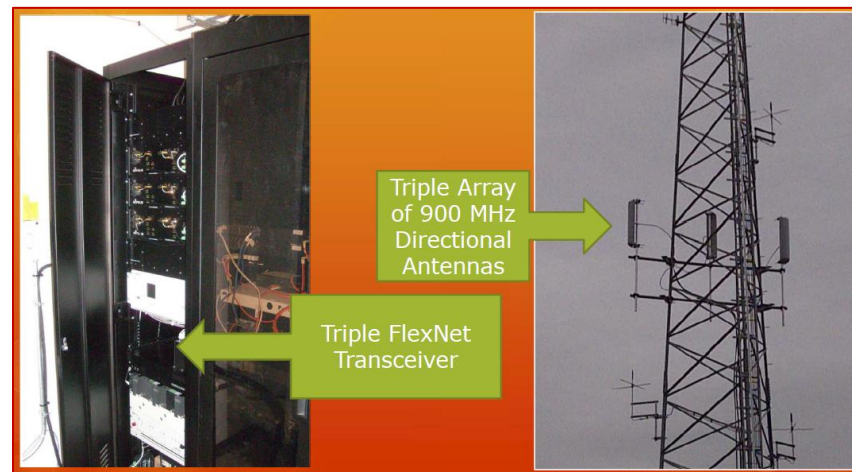 Triple Array
of 900 MHz
Directional
Antennas
Triple FlexNet
Transceiver